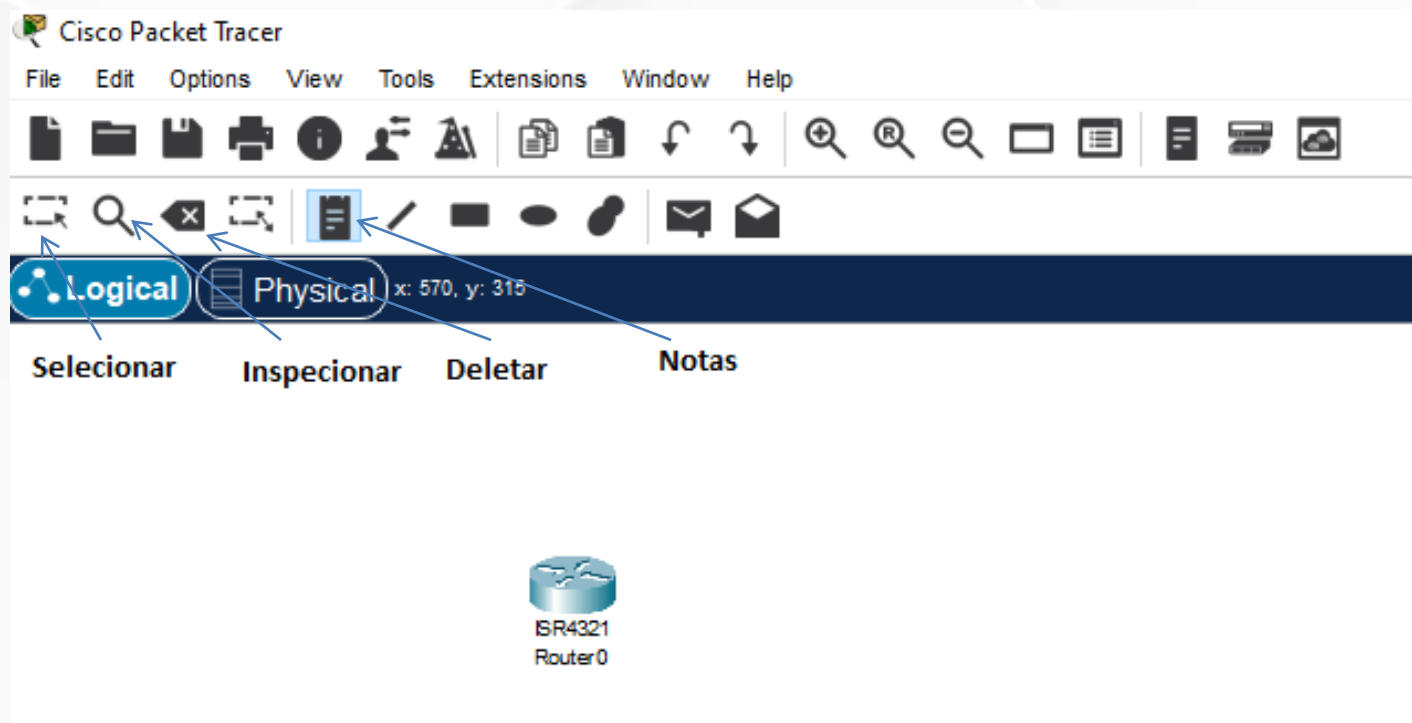 Cisco Packet Tracer
File Edit Options View Tools Extensions Window Help
Logical Physical x: 570, y: 315
Selecionar Inspecionar Deletar Notas
ISR4321
Router0